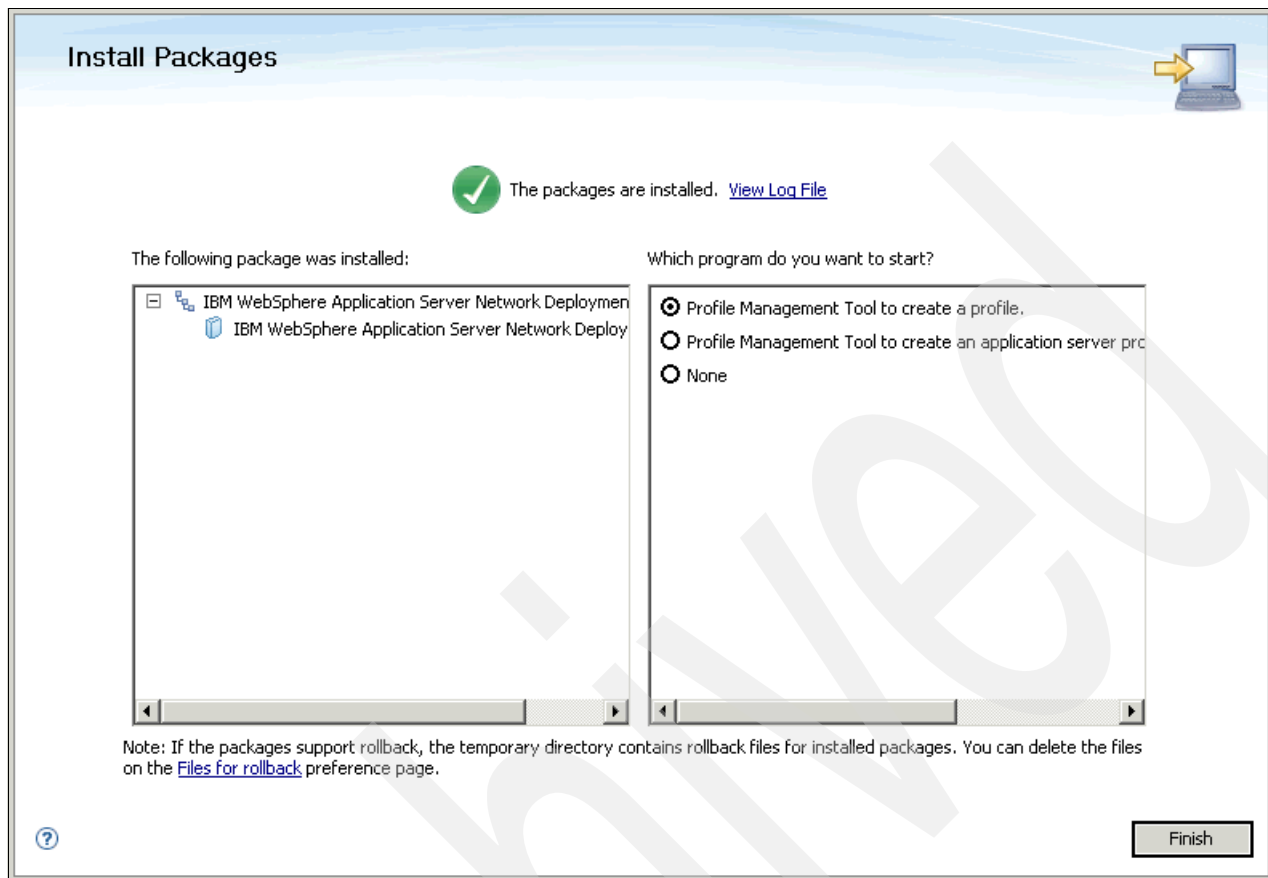 Install Packages
The packages are installed. View Log File
The following package was installed:
IBM WebSphere Application Server Network Deploymen
IBM WebSphere Application Server Network Deploy
Which program do you want to start?
Profile Management Tool to create a profile.
Profile Management Tool to create an application server pro
None
Note: If the packages support rollback, the temporary directory contains rollback files for installed packages. You can delete the files
on the Files for rollback preference page.
?
Finish
hived